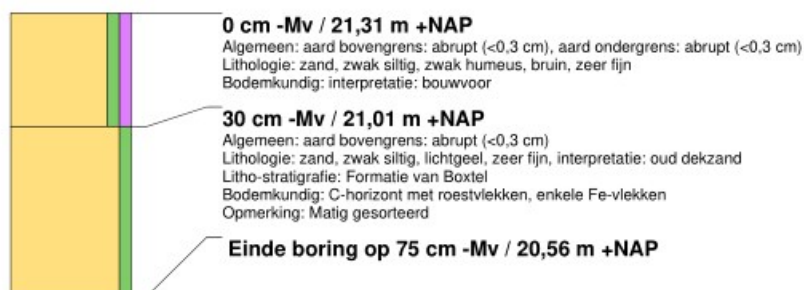 0 cm -Mv / 21,31 m +NAP
Algemeen: aard bovengrens: abrupt (<0,3 cm), aard ondergrens: abrupt (<0,3 cm)
Lithologie: zand, zwak siltig, zwak humeus, bruin, zeer fijn
Bodemkundig: interpretatie: bouwvoor
30 cm -Mv / 21,01 m +NAP
Algemeen: aard bovengrens: abrupt (<0,3 cm)
Lithologie: zand, zwak siltig, lichtgeel, zeer fijn, interpretatie: oud dekzand
Litho-stratigrafie: Formatie van Boxtel
Bodemkundig: C-horizont met roestvlekken, enkele Fe-vlekken
Opmerking: Matig gesorteerd
Einde boring op 75 cm -Mv / 20,56 m +NAP